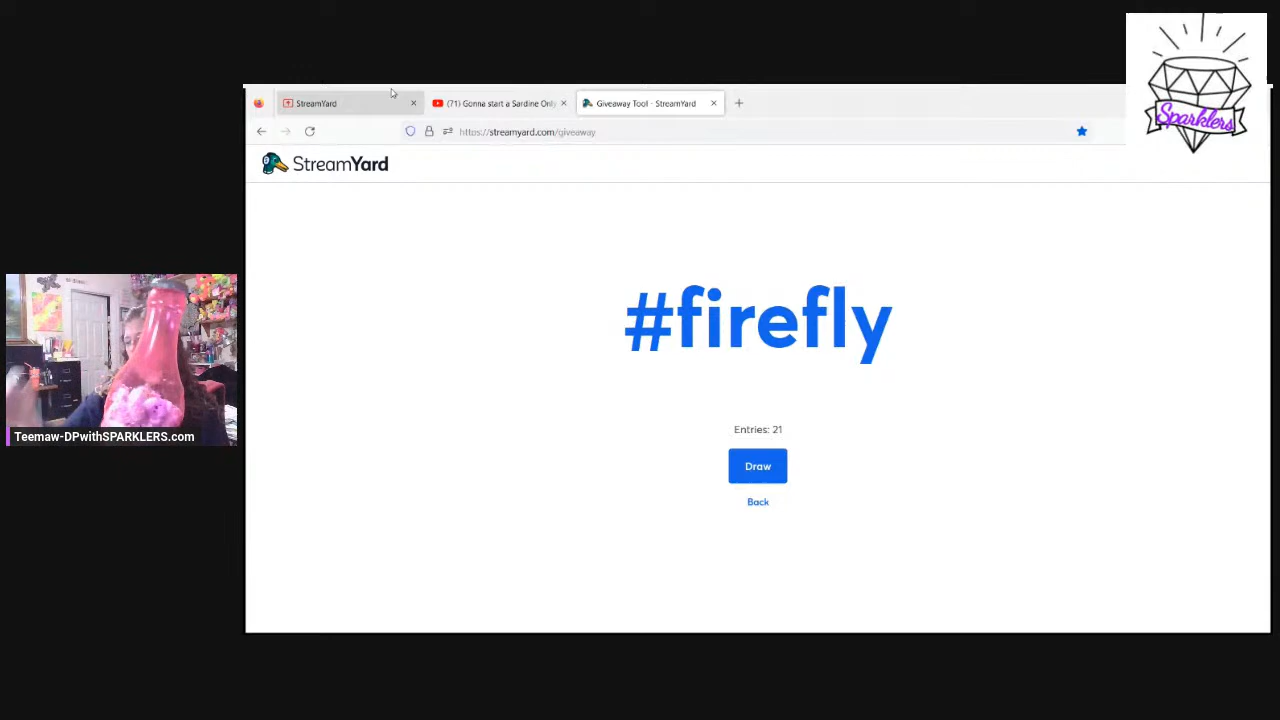 StreamYard
(71) Gonna start a Sardine Only
Giveaway Tool - StreamYard
https://streamyard.com/giveaway
StreamYard
Sparklers
#firefly
Entries: 21
Draw
Back
Teemaw-DPwithSPARKLERS.com